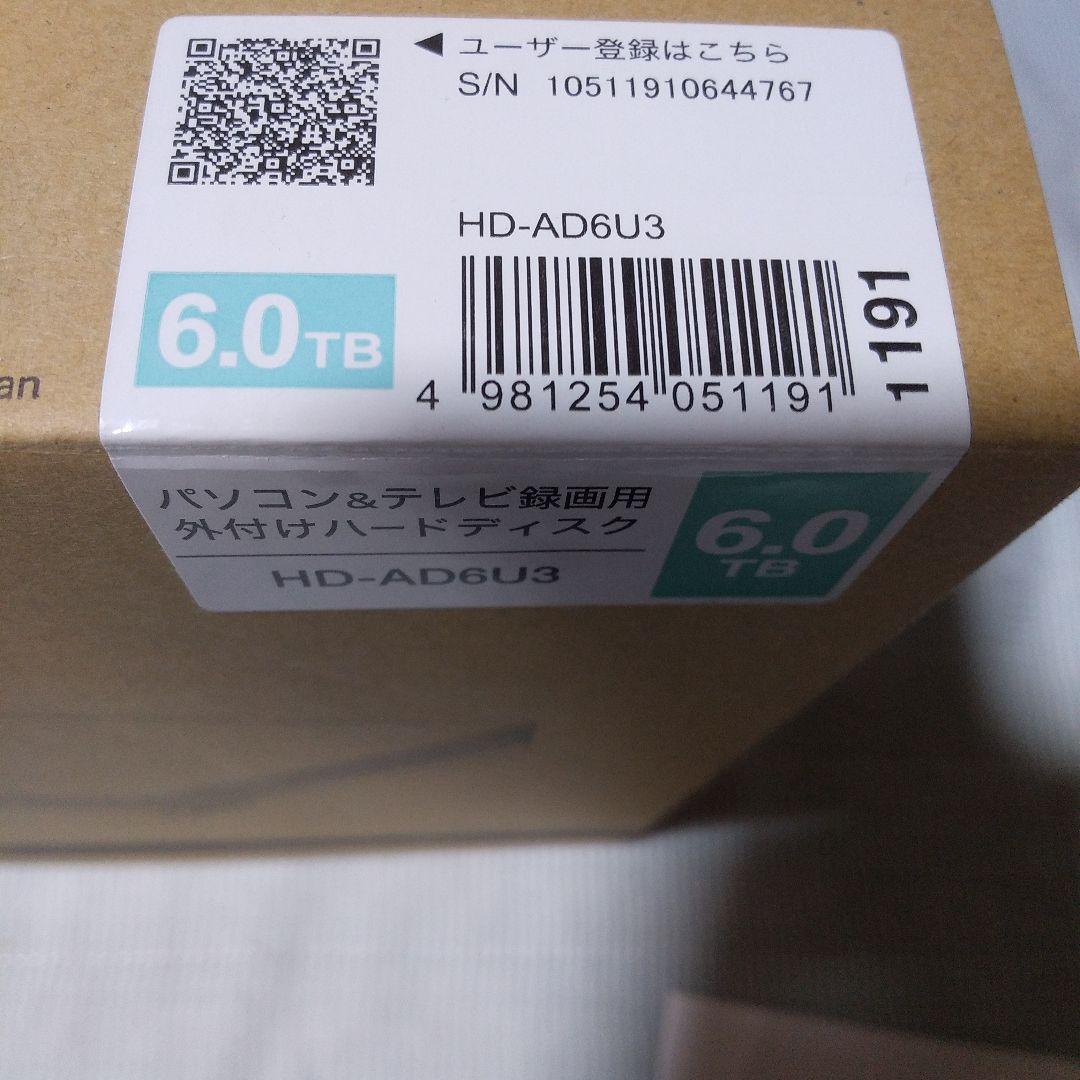 ◀ユーザー登録はこちら
S/N 10511910644767
HD-AD6U3
6.0TB
4 981254 051191
1191
an
パソコン&テレビ録画用
外付けハードディスク
HD-AD6U3
6.0
TB